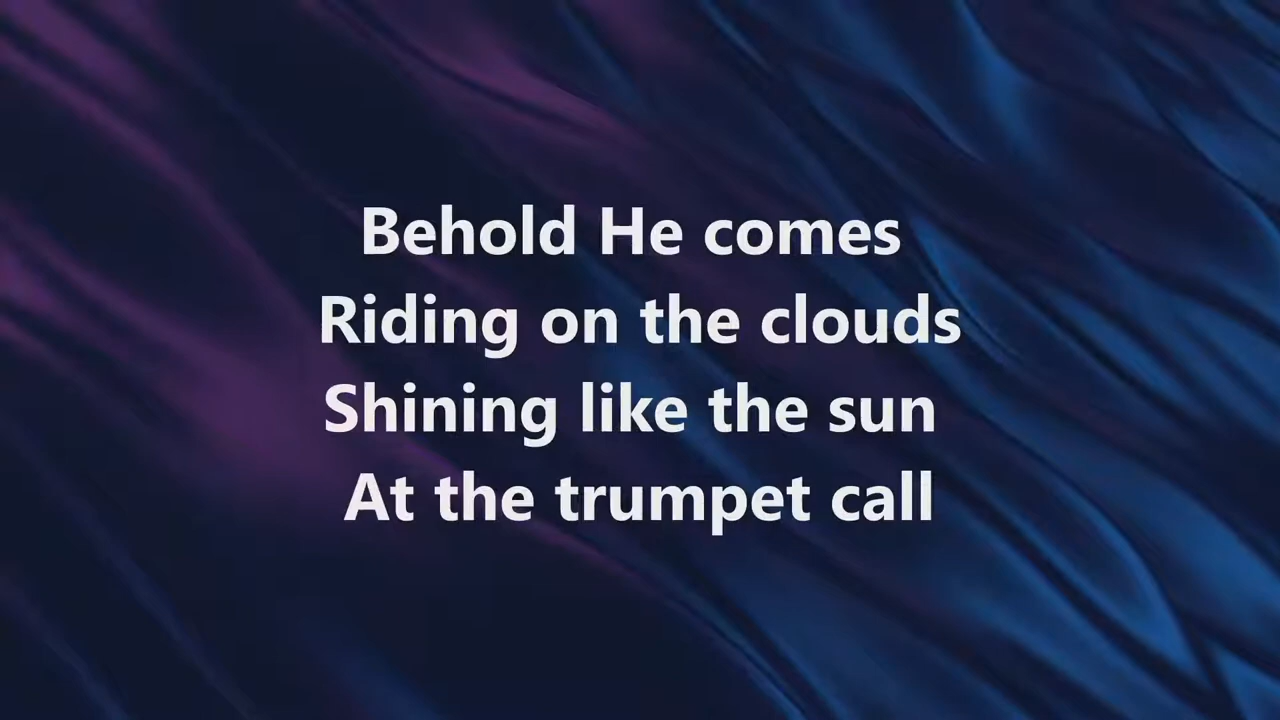 Behold He comes
Riding on the clouds
Shining like the sun
At the trumpet call